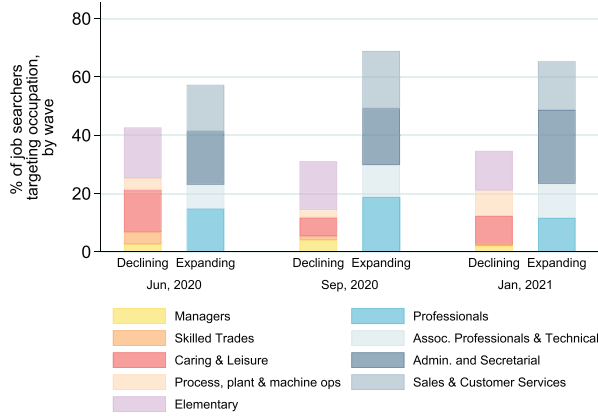 % of job searchers
targeting occupation,
by wave
80
60
40
20
0
Declining Expanding Declining Expanding Declining Expanding
Jun, 2020 Sep, 2020 Jan, 2021
Managers Professionals
Skilled Trades Assoc. Professionals & Technical
Caring & Leisure Admin. and Secretarial
Process, plant & machine ops Sales & Customer Services
Elementary